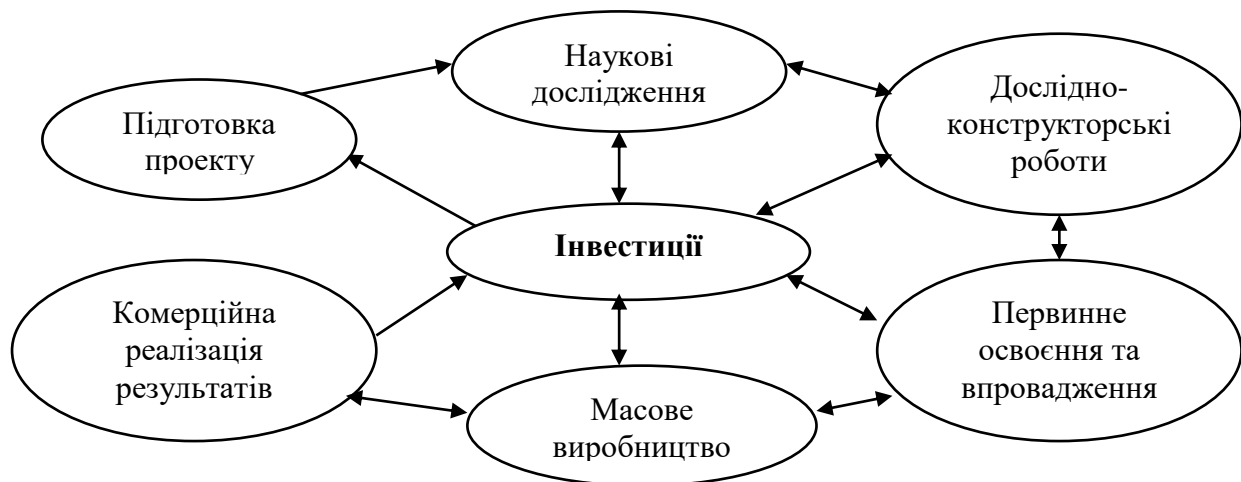 Наукові
дослідження
Дослідно-
конструкторські
роботи
Підготовка
проекту
Інвестиції
Комерційна
реалізація
результатів
Первинне
освоєння та
впровадження
Масове
виробництво